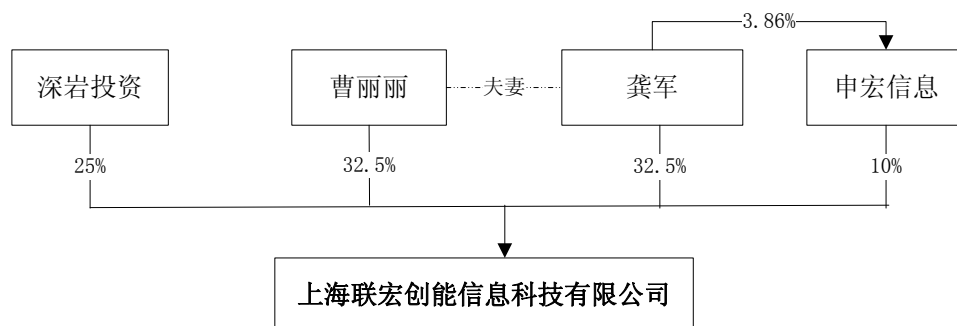 3.86%
深岩投资
曹丽丽
夫妻
龚军
申宏信息
25%
32.5%
32.5%
10%
上海联宏创能信息科技有限公司